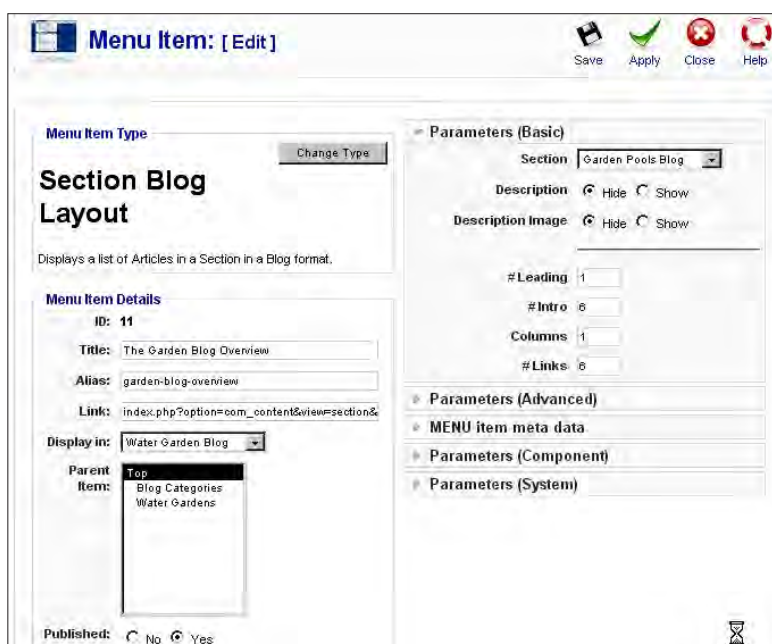 Menu Item: [ Edit ]
Save Apply Close Help
Menu Item Type
Change Type
Section Blog
Layout
Displays a list of Articles in a Section in a Blog format.
Menu Item Details
ID: 11
Title: The Garden Blog Overview
Alias: garden-blog-overview
Link: index.php?option=com_content&view=section&
Display in: Water Garden Blog
Parent
Item:
Top
Blog Categories
Water Gardens
Published: No Yes
Parameters (Basic)
Section Garden Pools Blog
Description Hide Show
Description Image Hide Show
# Leading 1
# Intro 6
Columns 1
# Links 6
Parameters (Advanced)
MENU item meta data
Parameters (Component)
Parameters (System)